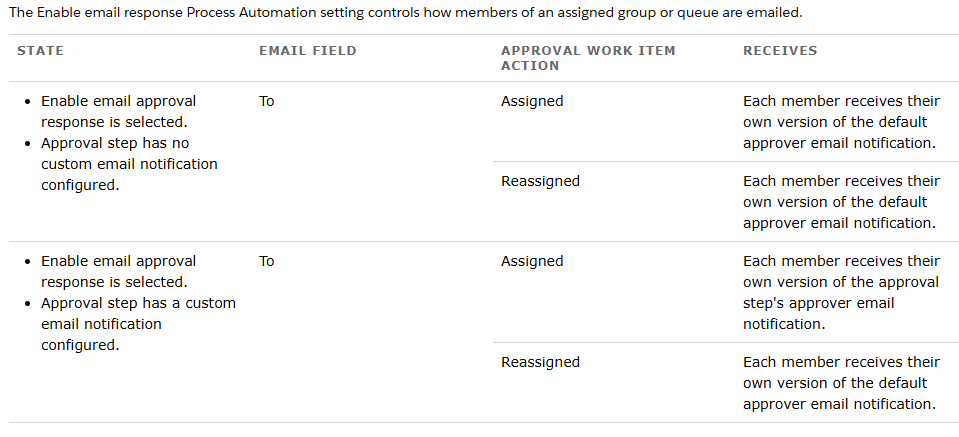 The Enable email response Process Automation setting controls how members of an assigned group or queue are emailed.
STATE
EMAIL FIELD
APPROVAL WORK ITEM
ACTION
RECEIVES
• Enable email approval
response is selected.
• Approval step has no
custom email notification
configured.
To
Assigned
Each member receives their
own version of the default
approver email notification.
Reassigned
Each member receives their
own version of the default
approver email notification.
• Enable email approval
response is selected.
• Approval step has a custom
email notification
configured.
To
Assigned
Each member receives their
own version of the approval
step's approver email
notification.
Reassigned
Each member receives their
own version of the default
approver email notification.